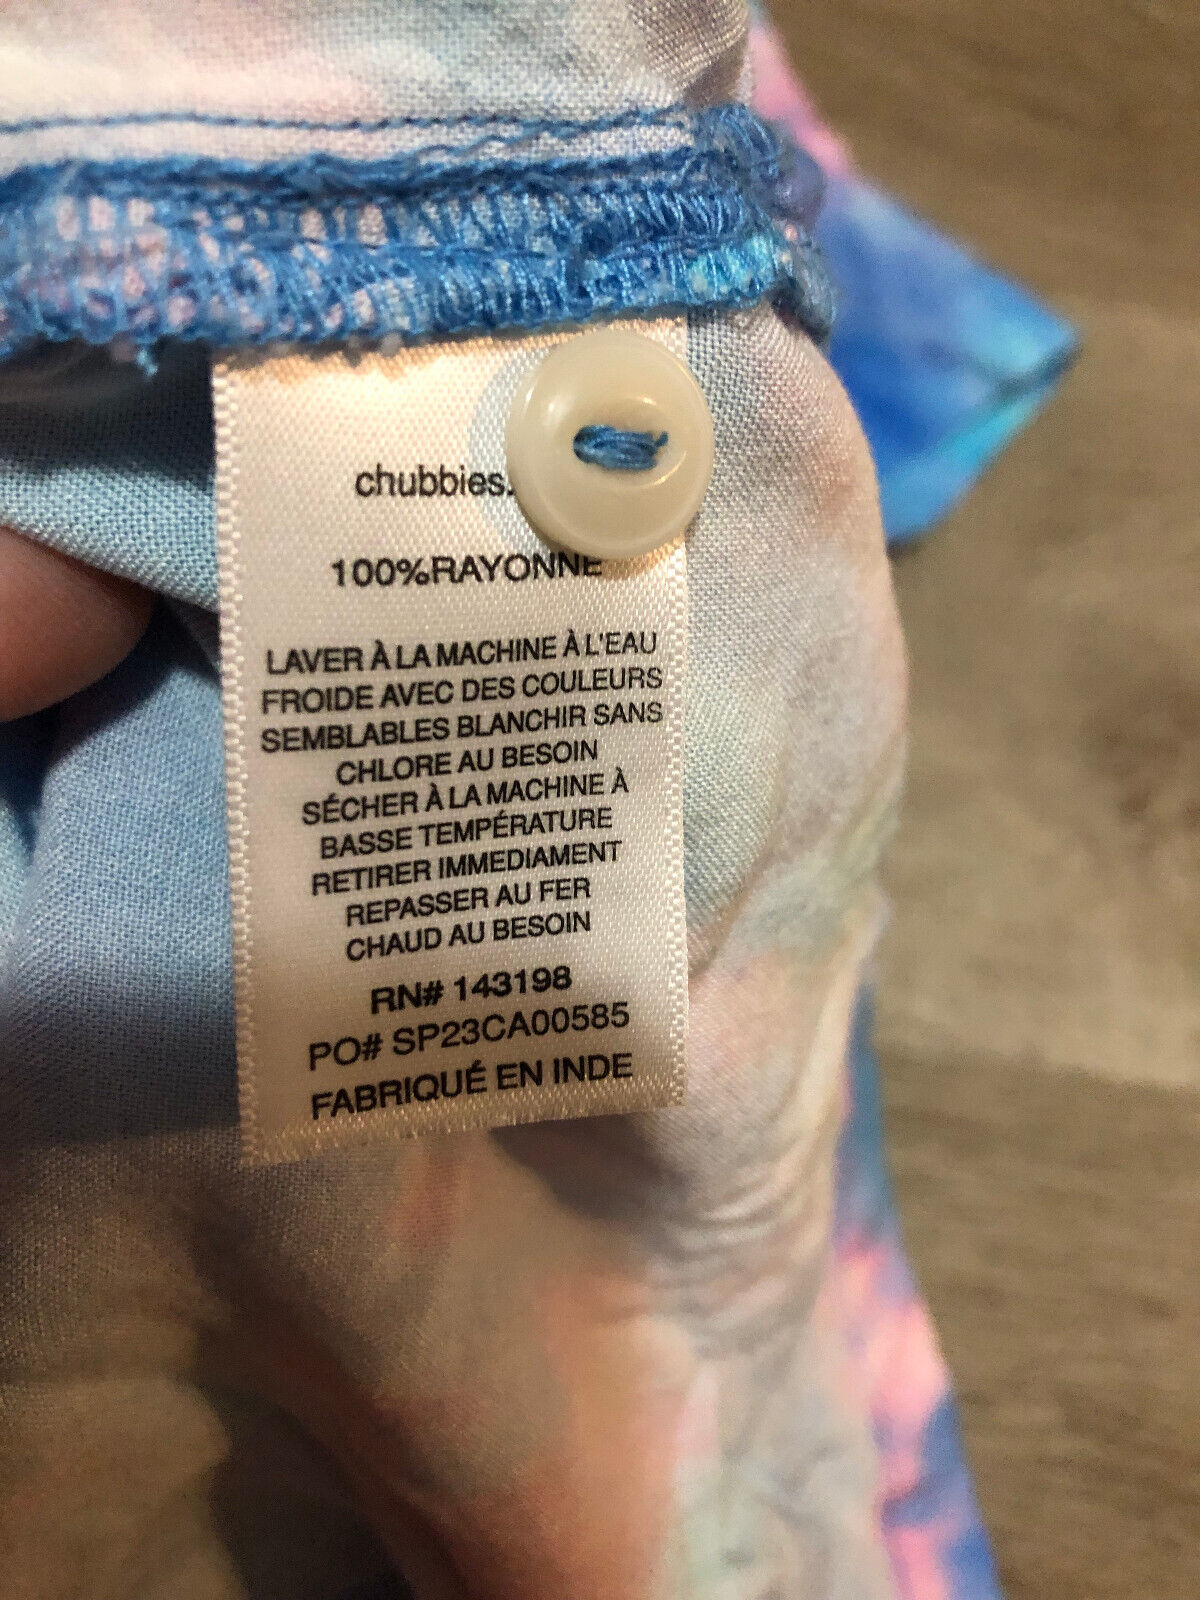 chubbies.
100%RAYONNE
LAVER À LA MACHINE À L'EAU
FROIDE AVEC DES COULEURS
SEMBLABLES BLANCHIR SANS
CHLORE AU BESOIN
SÉCHER À LA MACHINE À
BASSE TEMPÉRATURE
RETIRER IMMEDIAMENT
REPASSER AU FER
CHAUD AU BESOIN
RN# 143198
PO# SP23CA00585
FABRIQUÉ EN INDE